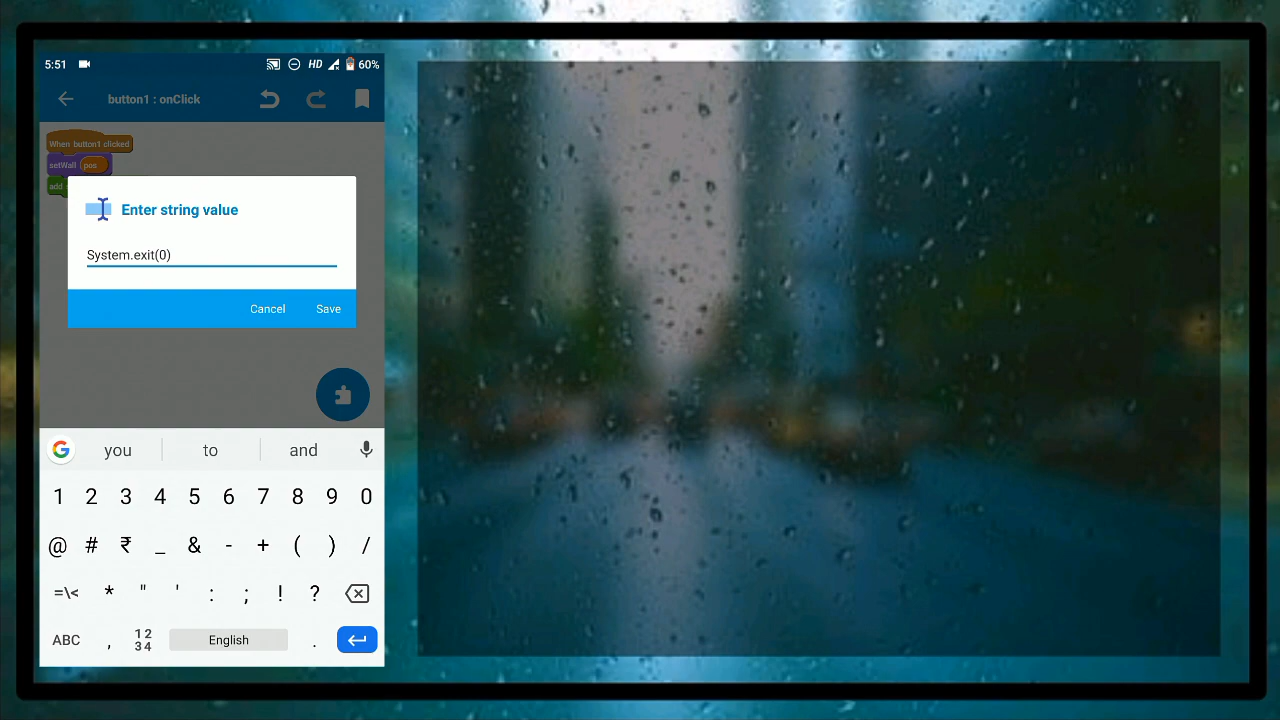 5:51 HD 60%
button1 : onClick
When button1 clicked
setWall pos
add
Enter string value
System.exit(0)
Cancel Save
you to and
1 2 3 4 5 6 7 8 9 0
@ # ₹ _ & - + ( ) /
=\< * " ' : ; ! ?
ABC , 12 34 English .